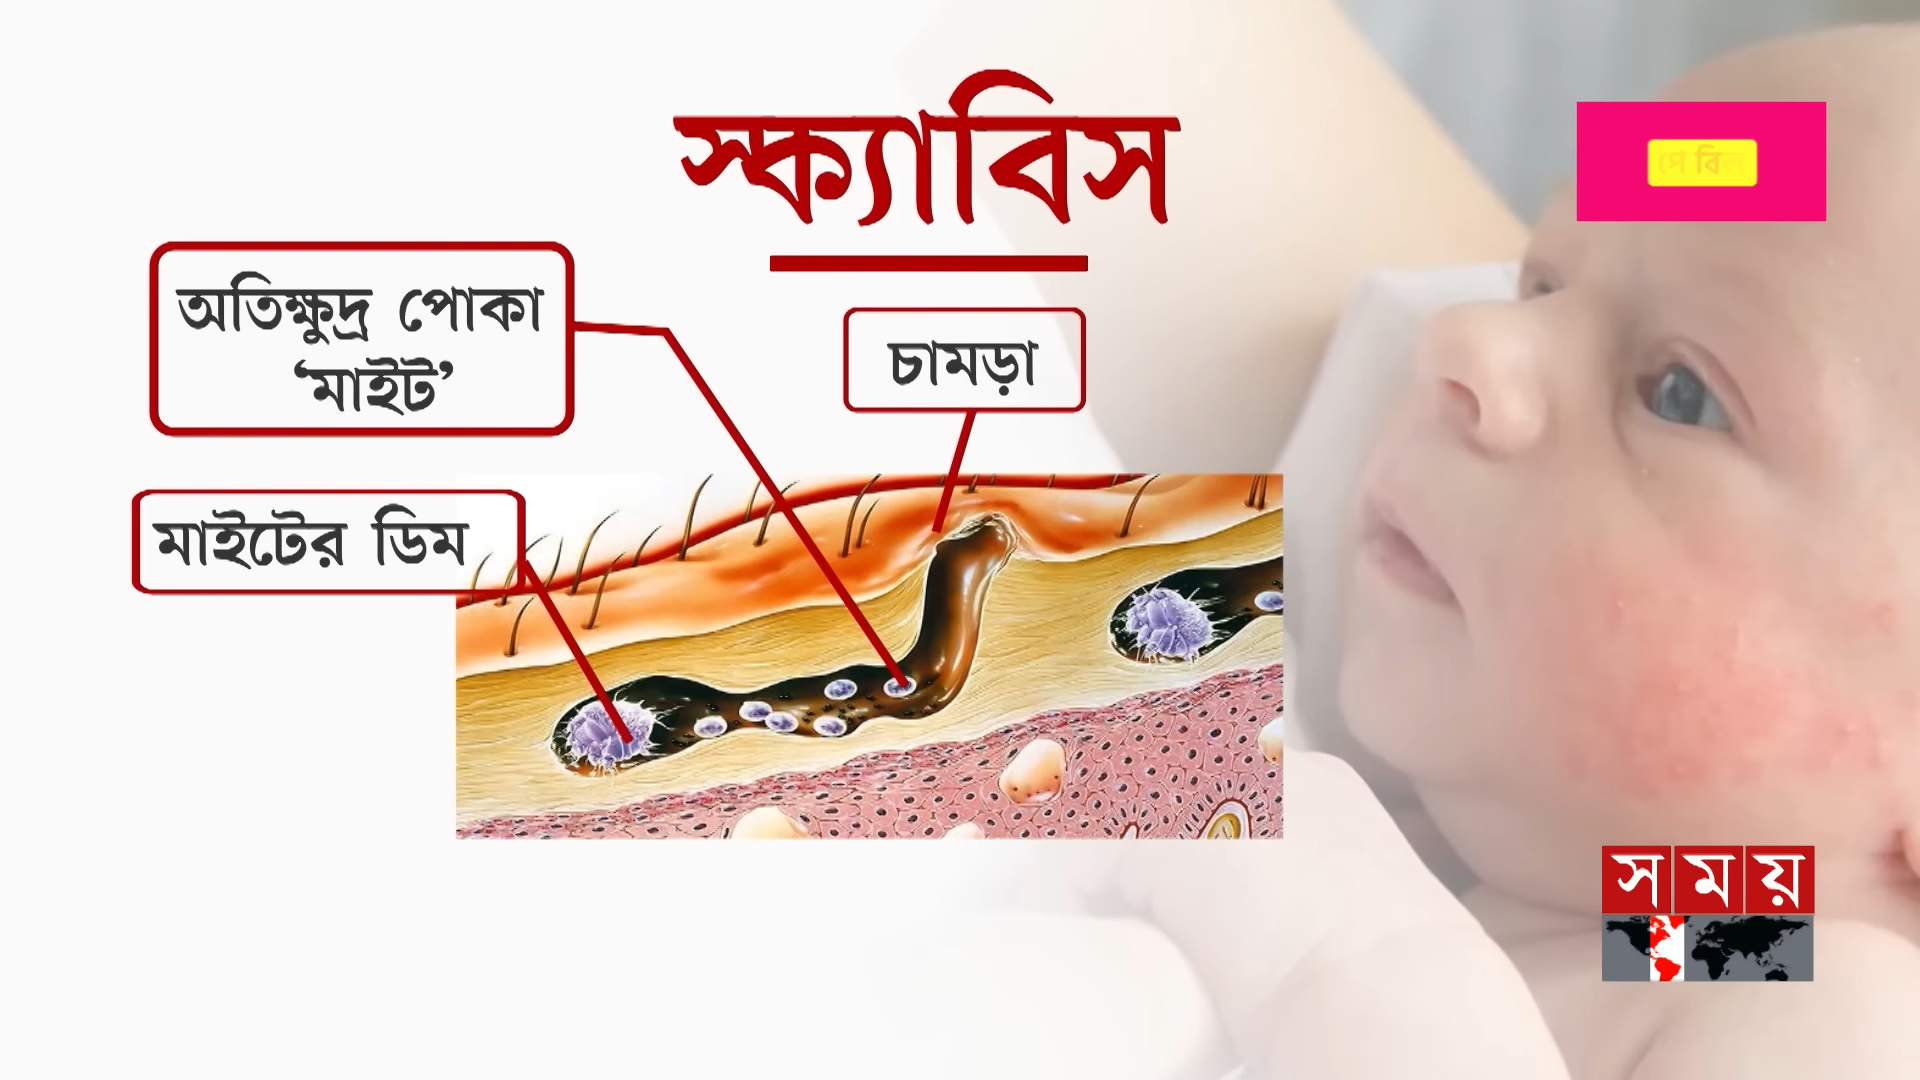 স্ক্যাবিস
অতিক্ষুদ্র পোকা
‘মাইট’
চামড়া
মাইটের ডিম
সময়